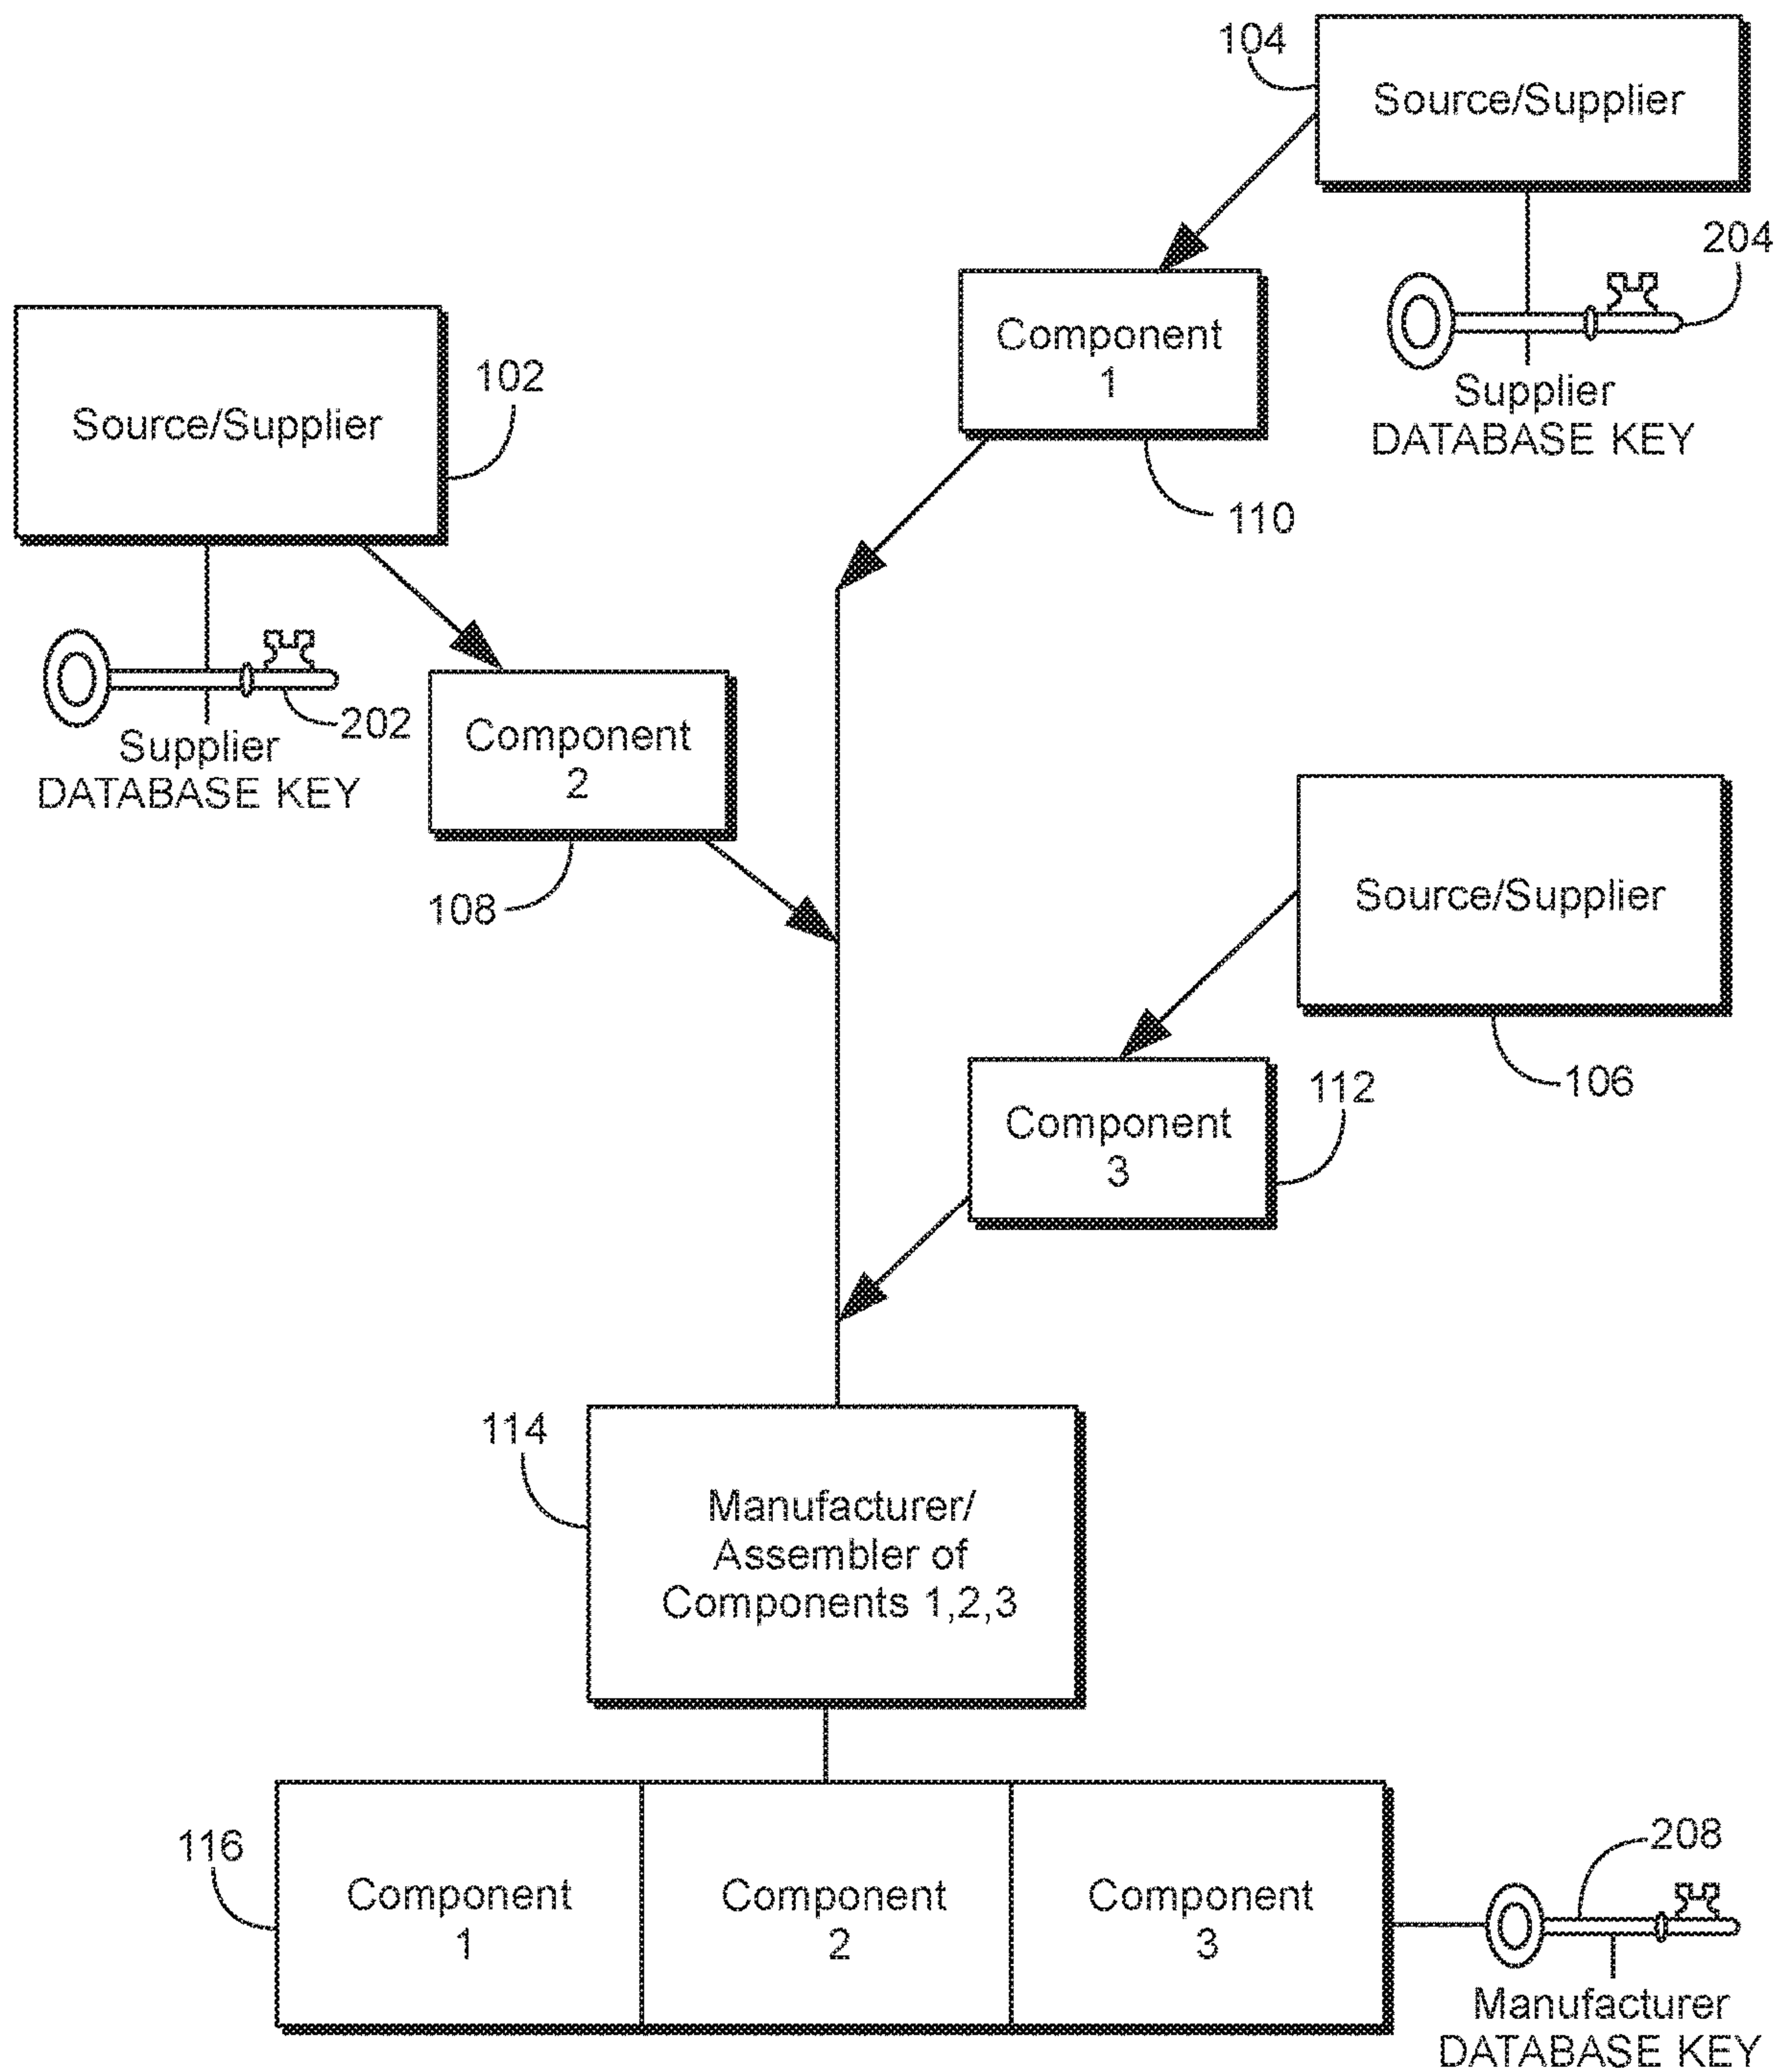 104
Source/Supplier
204
Component
1
Supplier
DATABASE KEY
110
102
Source/Supplier
202
Supplier
DATABASE KEY
Component
2
108
Source/Supplier
106
112
Component
3
114
Manufacturer/
Assembler of
Components 1,2,3
116
Component
1
Component
2
Component
3
208
Manufacturer
DATABASE KEY